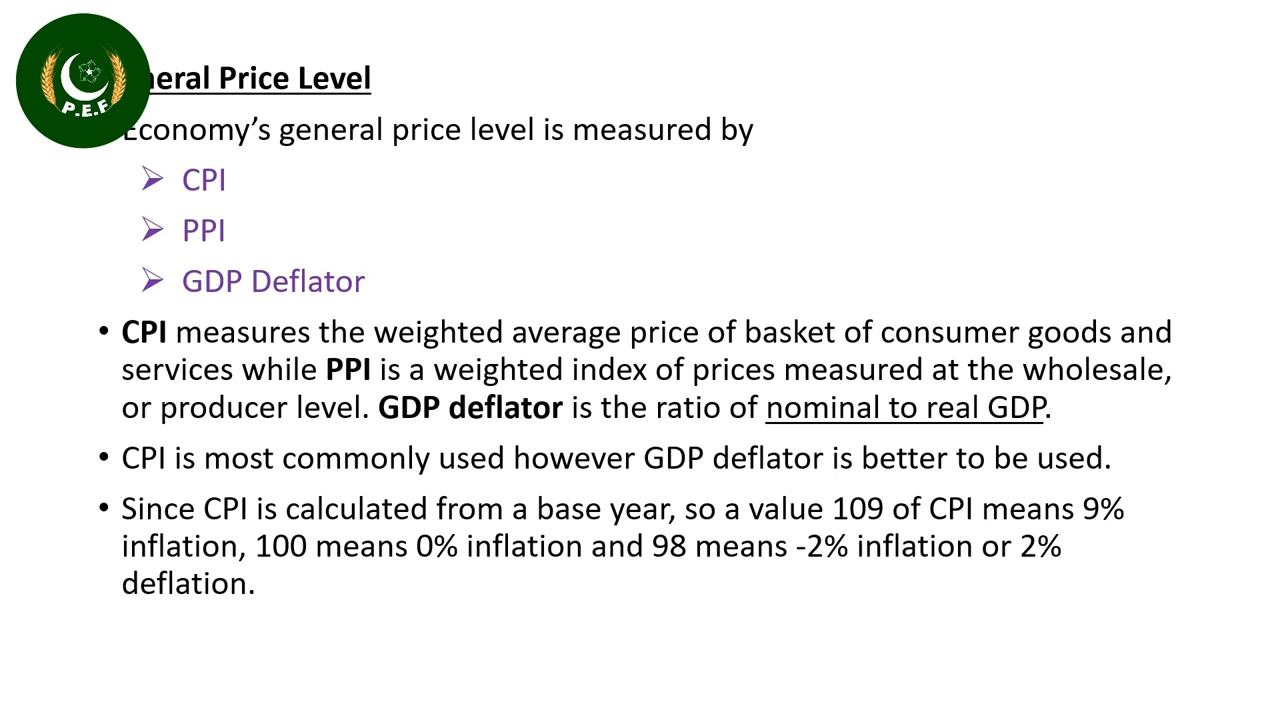 P.E.F
neral Price Level
Economy’s general price level is measured by
➢ CPI
➢ PPI
➢ GDP Deflator
• CPI measures the weighted average price of basket of consumer goods and
services while PPI is a weighted index of prices measured at the wholesale,
or producer level. GDP deflator is the ratio of nominal to real GDP.
• CPI is most commonly used however GDP deflator is better to be used.
• Since CPI is calculated from a base year, so a value 109 of CPI means 9%
inflation, 100 means 0% inflation and 98 means -2% inflation or 2%
deflation.